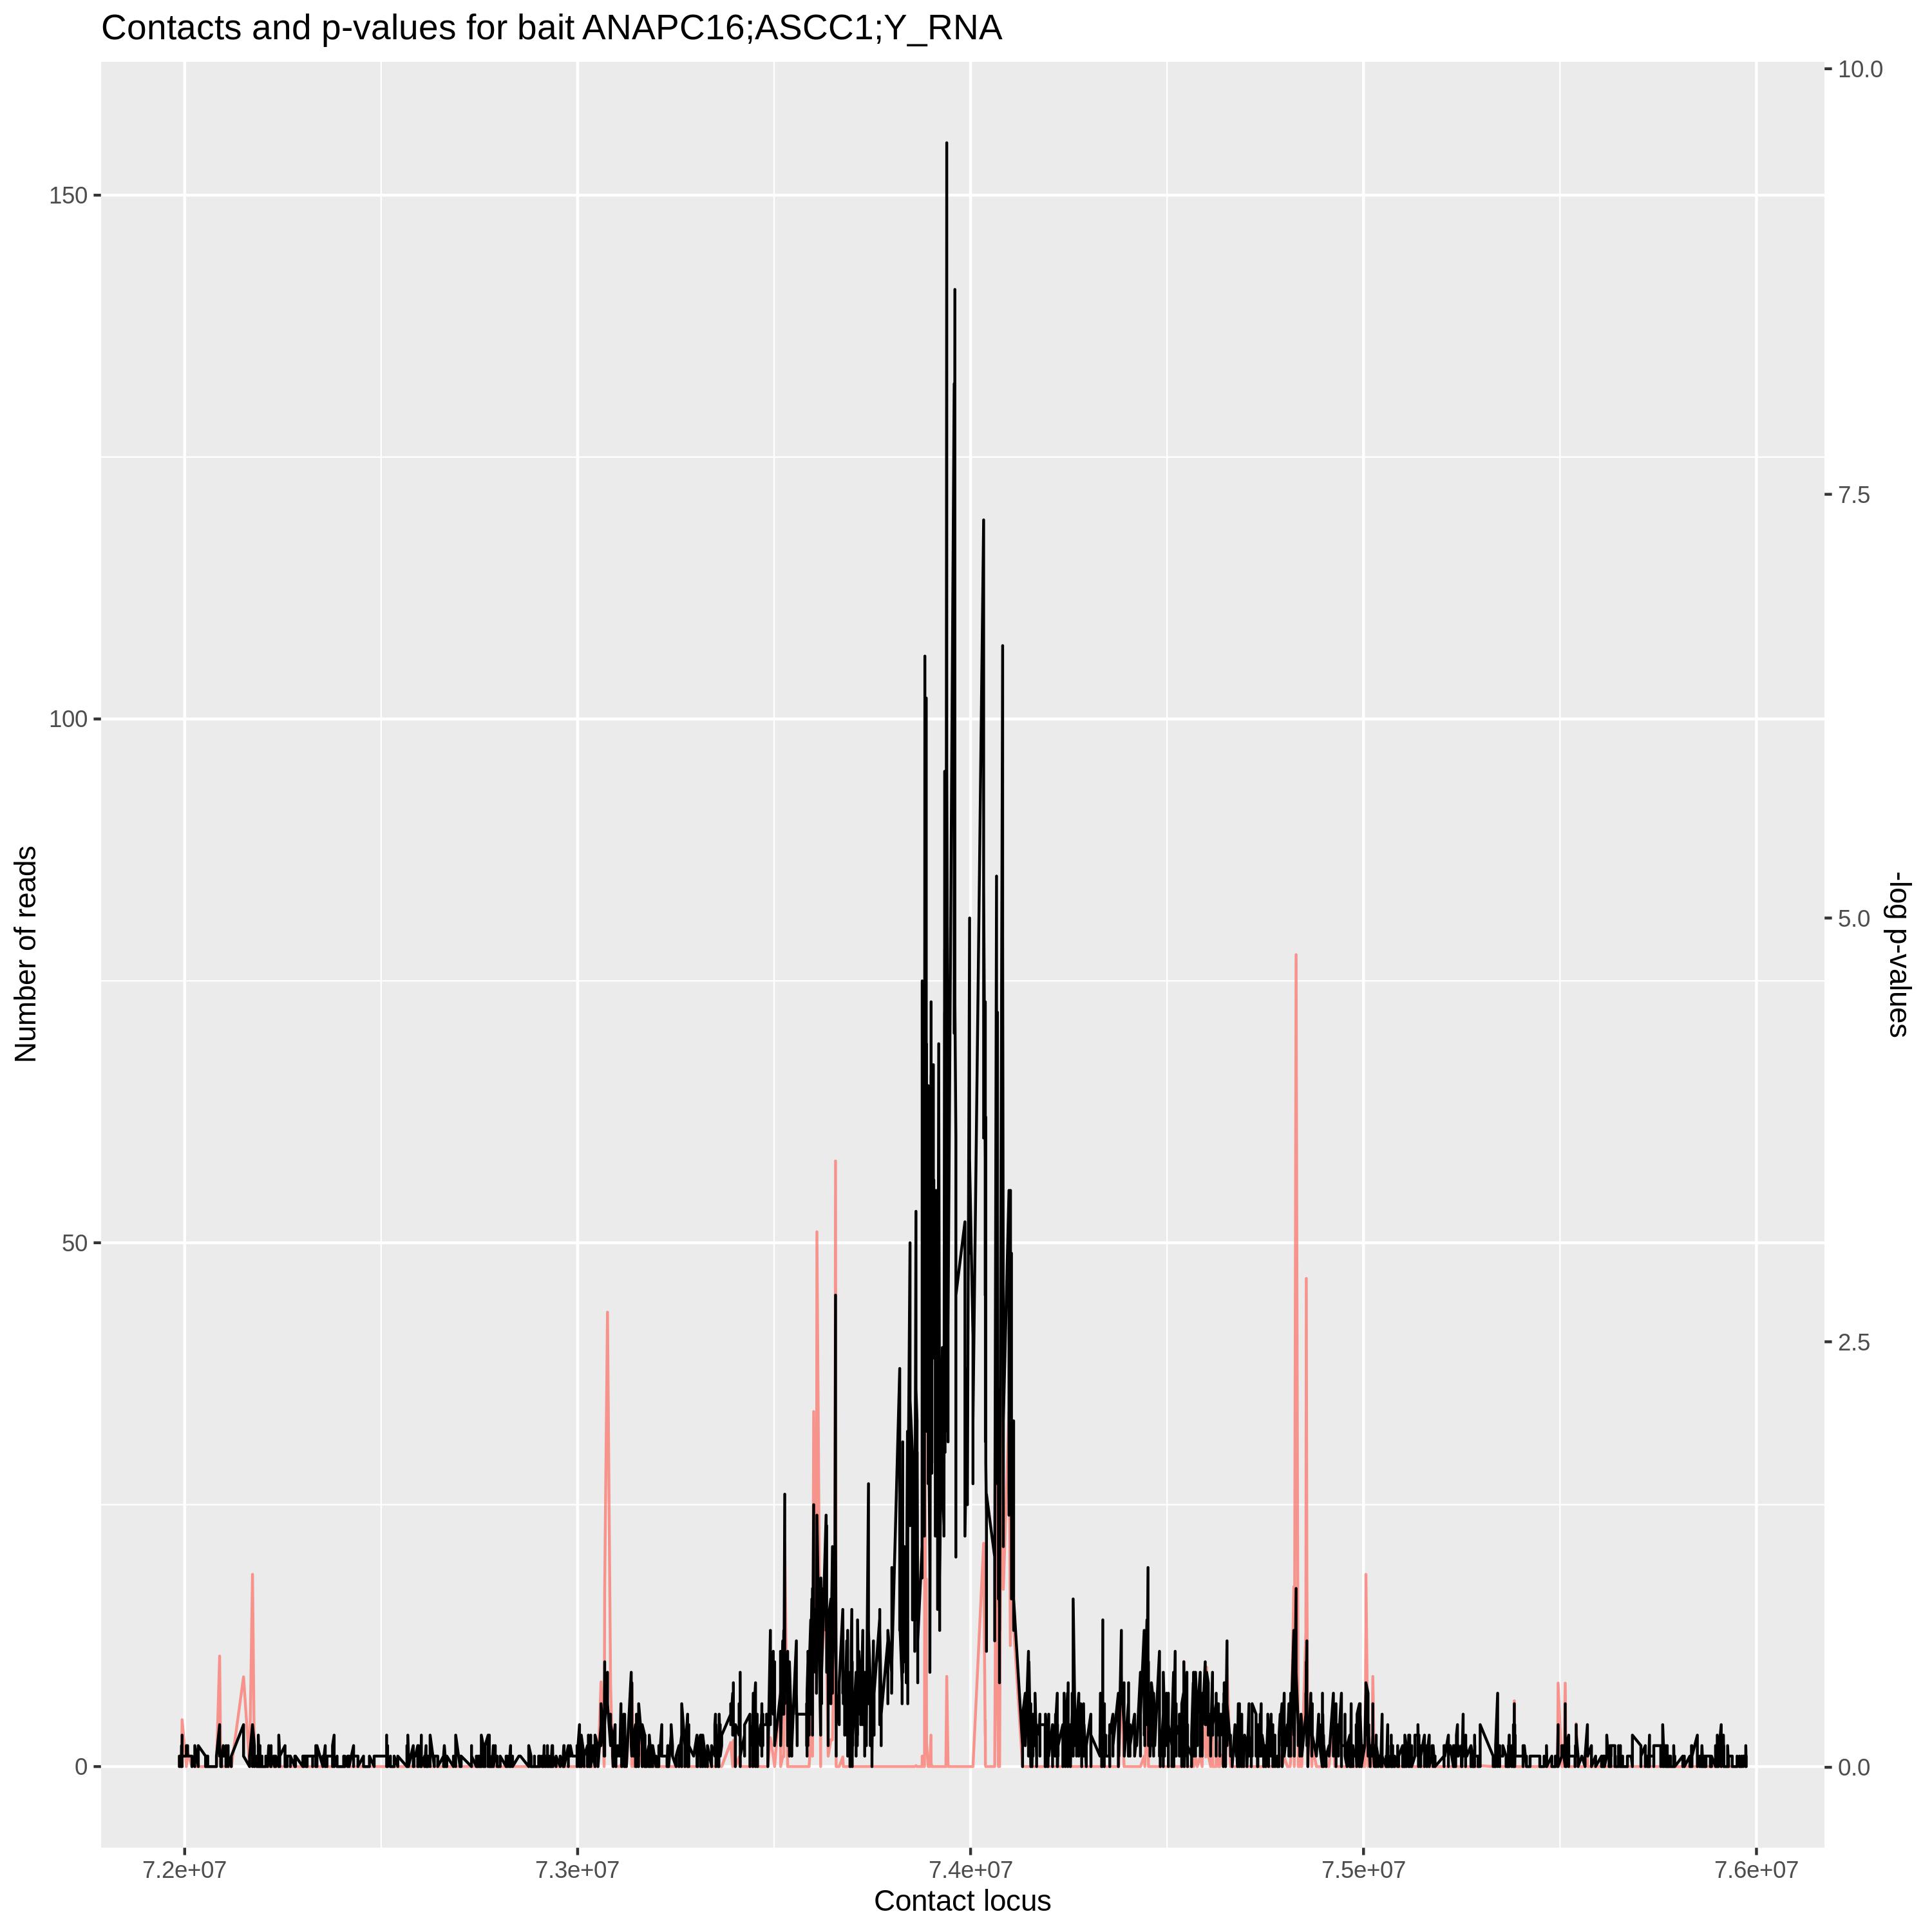 Contacts and p-values for bait ANAPC16;ASCC1;Y_RNA
10.0
150
7.5
100
Number of reads
5.0
-log p-values
50
2.5
0
0.0
7.2e+07 7.3e+07 7.4e+07 7.5e+07 7.6e+07
Contact locus